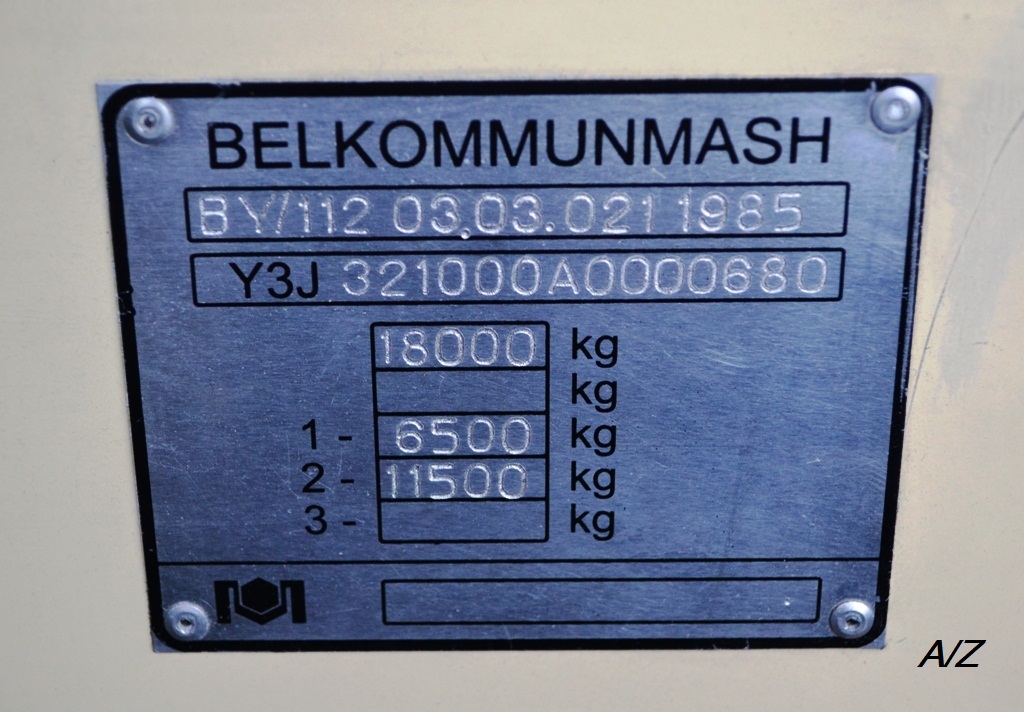 BELKOMMUNMASH
BY/112 03.03.021 1985
Y3J 321000A0000680
18000 kg
kg
1 - 6500 kg
2 - 11500 kg
3 - kg
A/Z